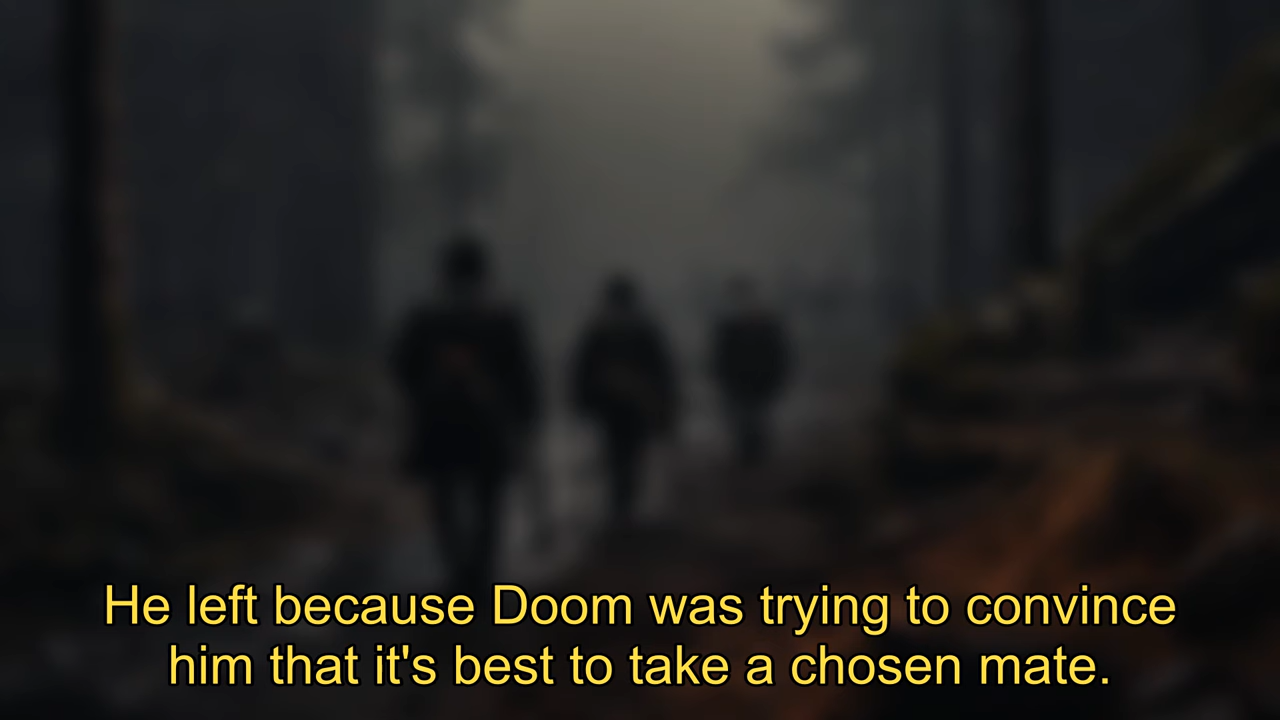 He left because Doom was trying to convince
him that it's best to take a chosen mate.